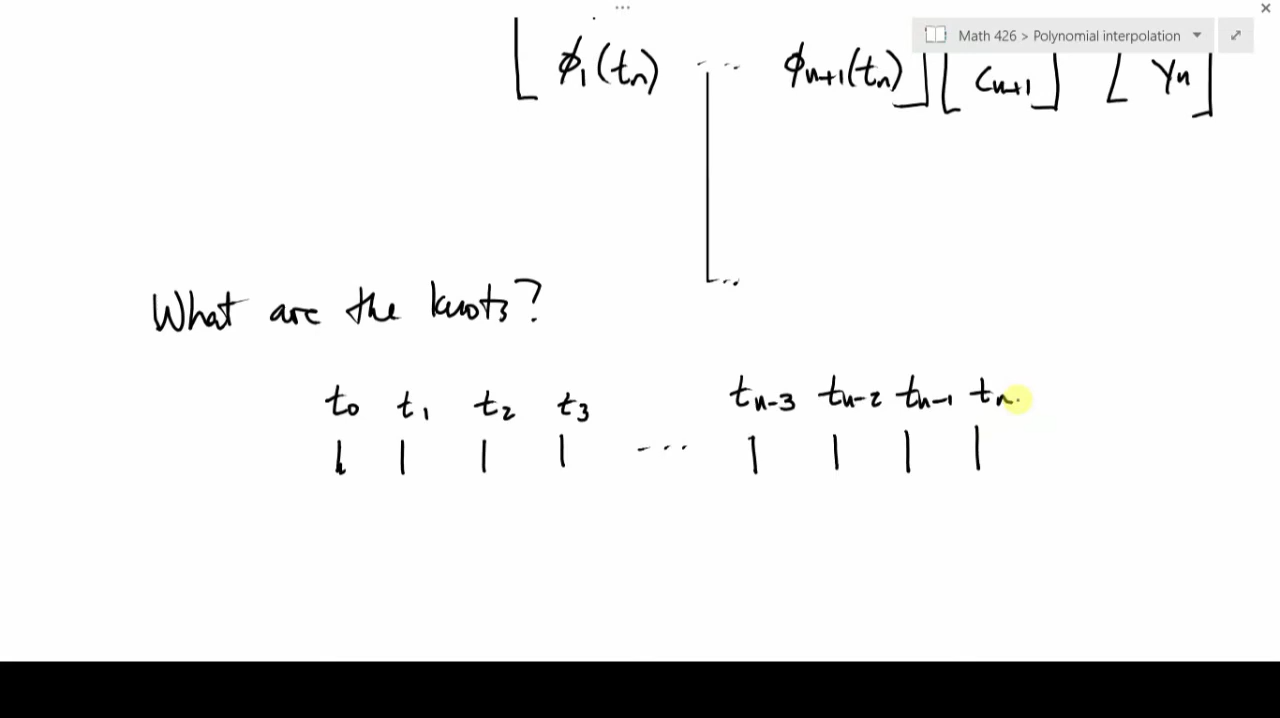 Math 426 > Polynomial interpolation
ϕ₁(tₙ) ... ϕₙ₊₁(tₙ) cₙ₊₁ yₙ
...
What are the knots?
t₀ t₁ t₂ t₃ tₙ₋₃ tₙ₋₂ tₙ₋₁ tₙ
| | | | ... | | | |